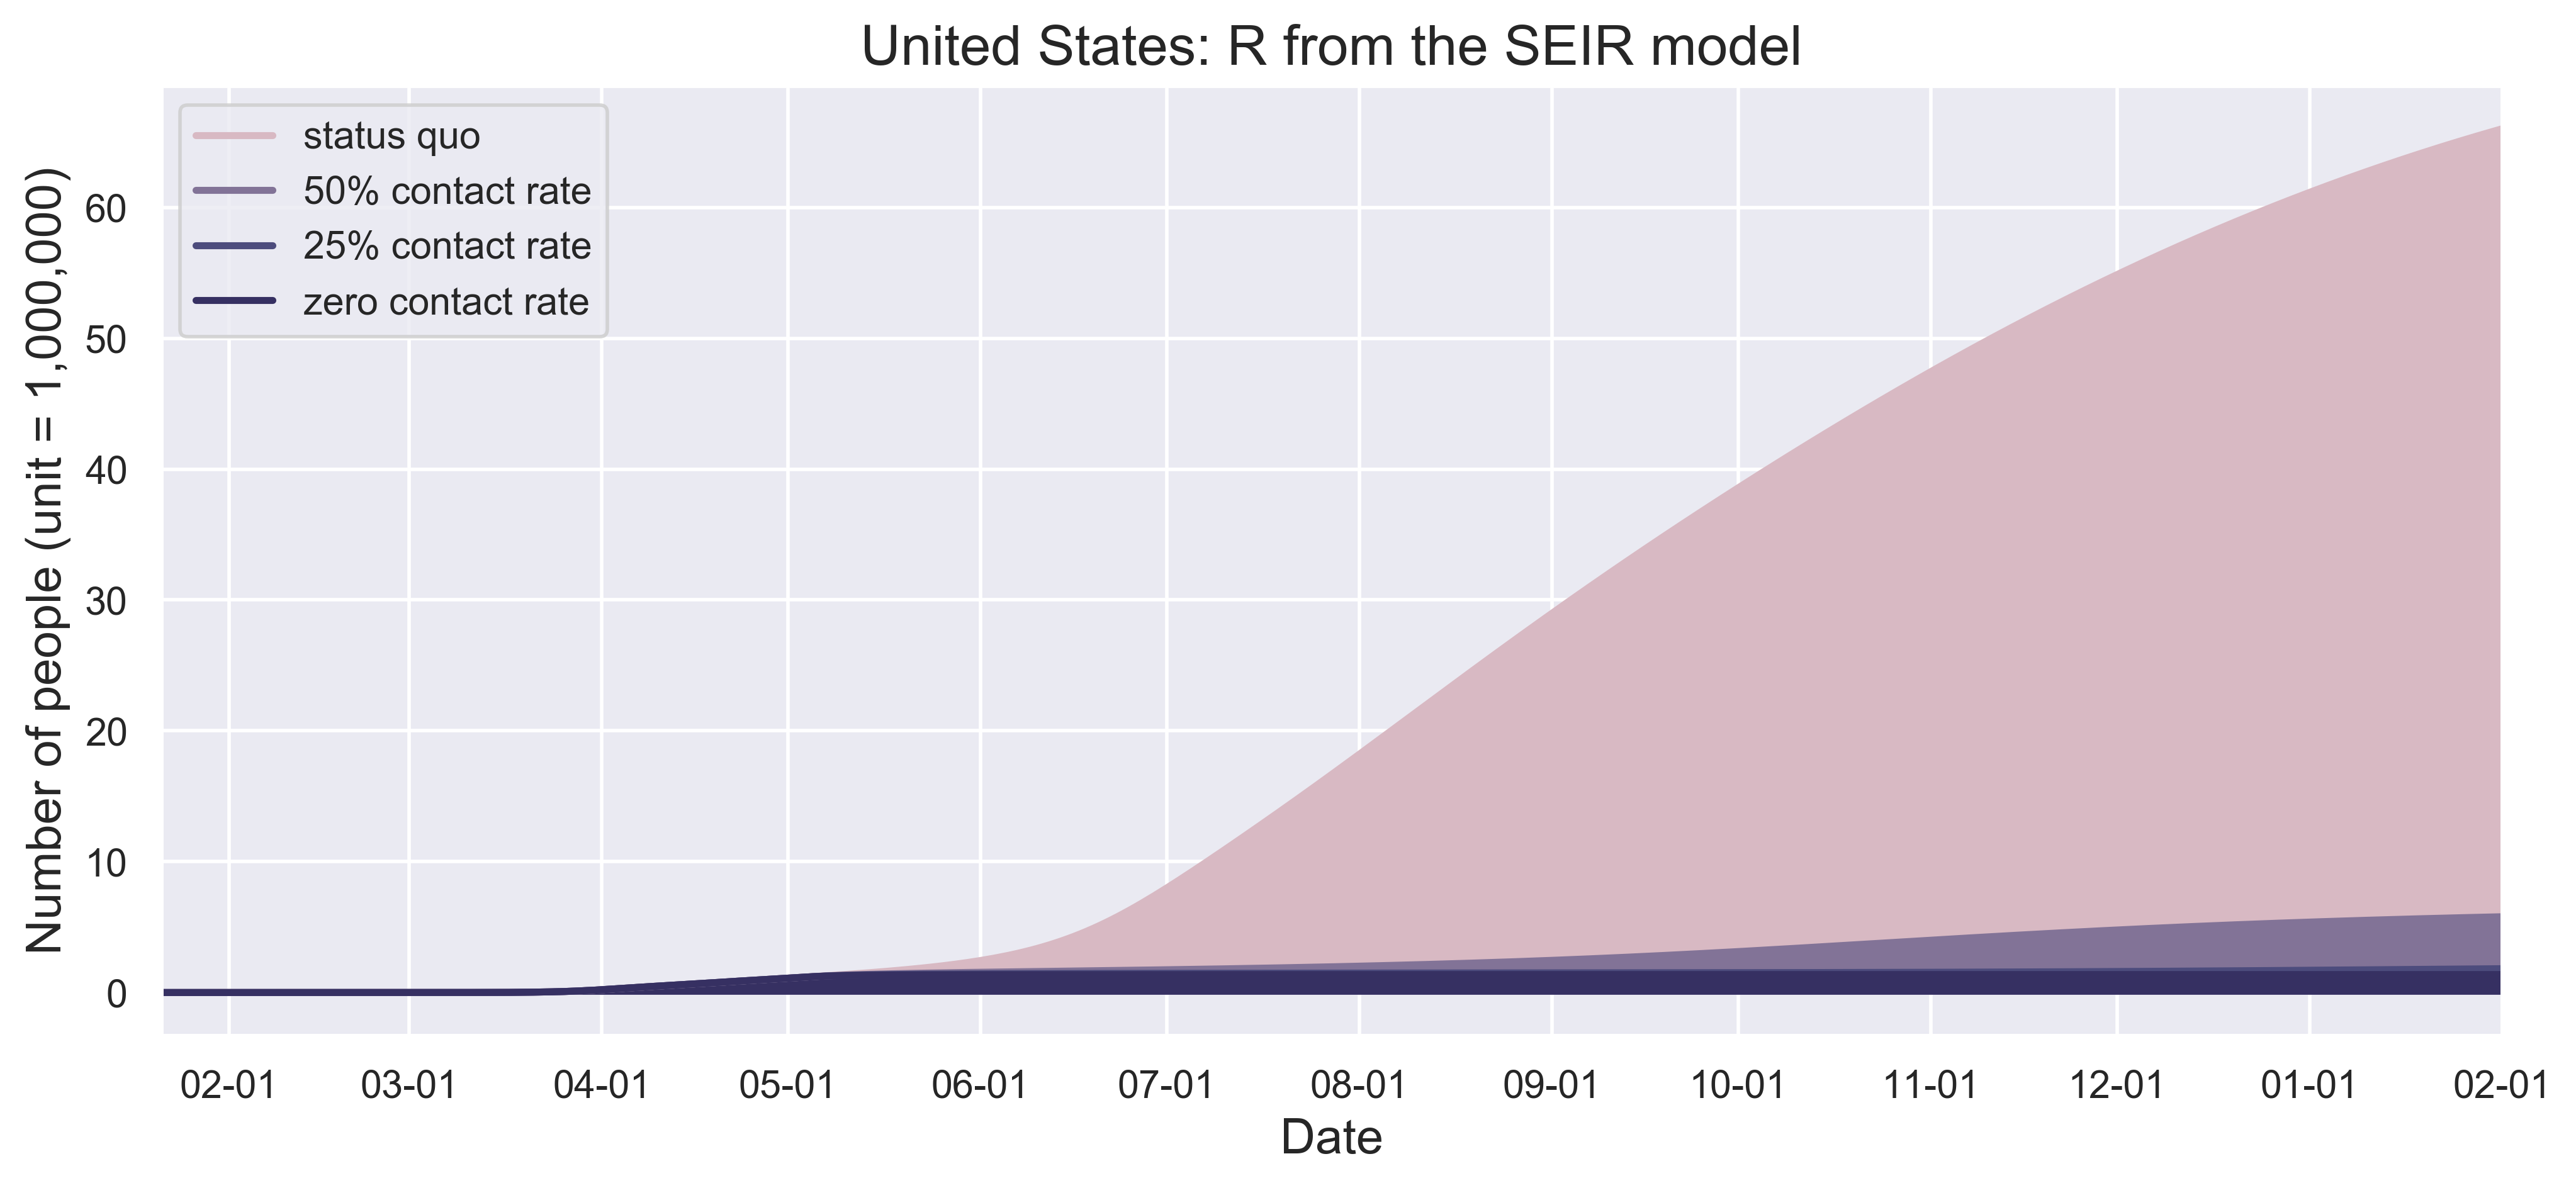 United States: R from the SEIR model
status quo
50% contact rate
25% contact rate
zero contact rate
Number of people (unit = 1,000,000)
60
50
40
30
20
10
0
02-01 03-01 04-01 05-01 06-01 07-01 08-01 09-01 10-01 11-01 12-01 01-01 02-01
Date